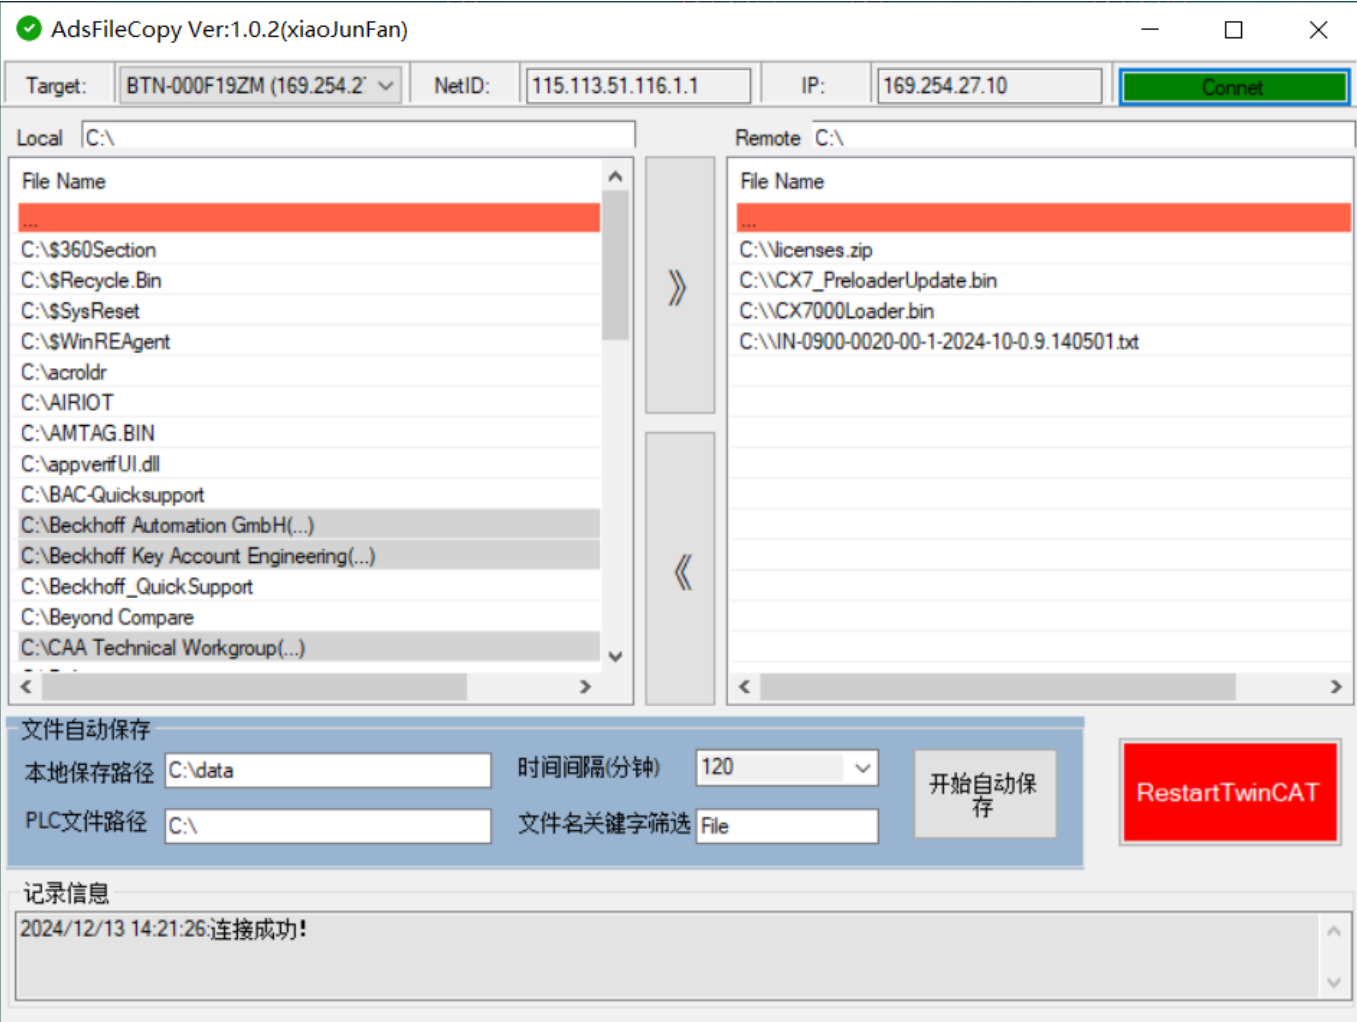 AdsFileCopy Ver:1.0.2(xiaoJunFan)
Target: BTN-000F19ZM (169.254.2 NetID: 115.113.51.116.1.1 IP: 169.254.27.10 Connet
Local C:\ Remote C:\
File Name
...
C:\$360Section
C:\$Recycle.Bin
C:\$SysReset
C:\$WinREAgent
C:\acroldr
C:\AIRIOT
C:\AMTAG.BIN
C:\appverifUI.dll
C:\BAC-Quicksupport
C:\Beckhoff Automation GmbH(...)
C:\Beckhoff Key Account Engineering(...)
C:\Beckhoff_QuickSupport
C:\Beyond Compare
C:\CAA Technical Workgroup(...)
》
《
File Name
...
C:\\licenses.zip
C:\\CX7_PreloaderUpdate.bin
C:\\CX7000Loader.bin
C:\\IN-0900-0020-00-1-2024-10-0.9.140501.txt
文件自动保存
本地保存路径 C:\data 时间间隔(分钟) 120
PLC文件路径 C:\ 文件名关键字筛选 File
开始自动保
存
RestartTwinCAT
记录信息
2024/12/13 14:21:26:连接成功!